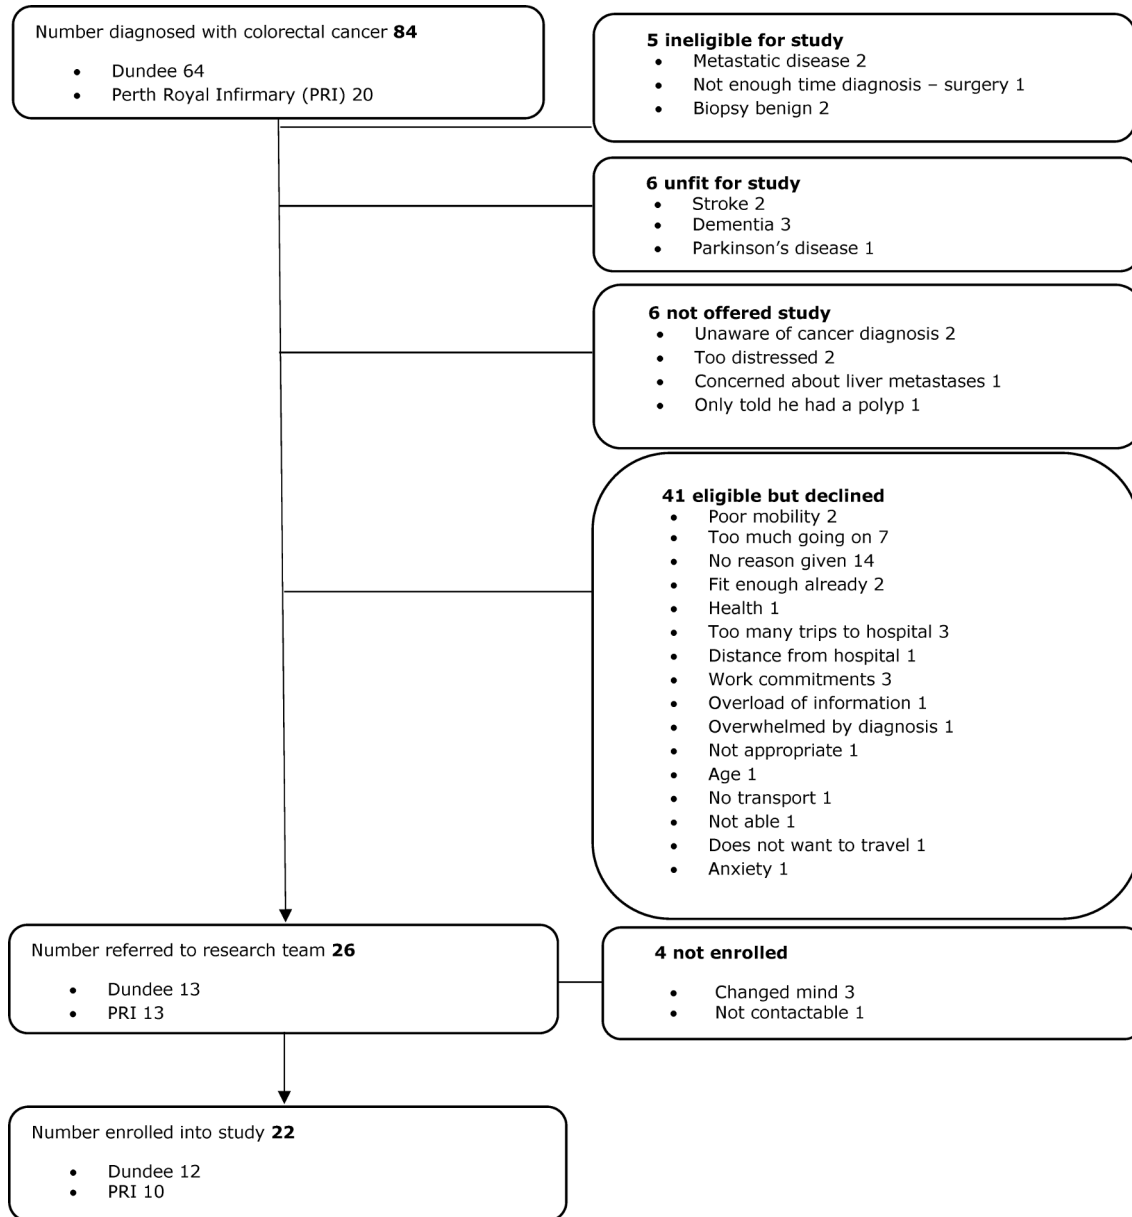 Number diagnosed with colorectal cancer 84
• Dundee 64
• Perth Royal Infirmary (PRI) 20
5 ineligible for study
• Metastatic disease 2
• Not enough time diagnosis – surgery 1
• Biopsy benign 2
6 unfit for study
• Stroke 2
• Dementia 3
• Parkinson's disease 1
6 not offered study
• Unaware of cancer diagnosis 2
• Too distressed 2
• Concerned about liver metastases 1
• Only told he had a polyp 1
41 eligible but declined
• Poor mobility 2
• Too much going on 7
• No reason given 14
• Fit enough already 2
• Health 1
• Too many trips to hospital 3
• Distance from hospital 1
• Work commitments 3
• Overload of information 1
• Overwhelmed by diagnosis 1
• Not appropriate 1
• Age 1
• No transport 1
• Not able 1
• Does not want to travel 1
• Anxiety 1
Number referred to research team 26
• Dundee 13
• PRI 13
4 not enrolled
• Changed mind 3
• Not contactable 1
Number enrolled into study 22
• Dundee 12
• PRI 10